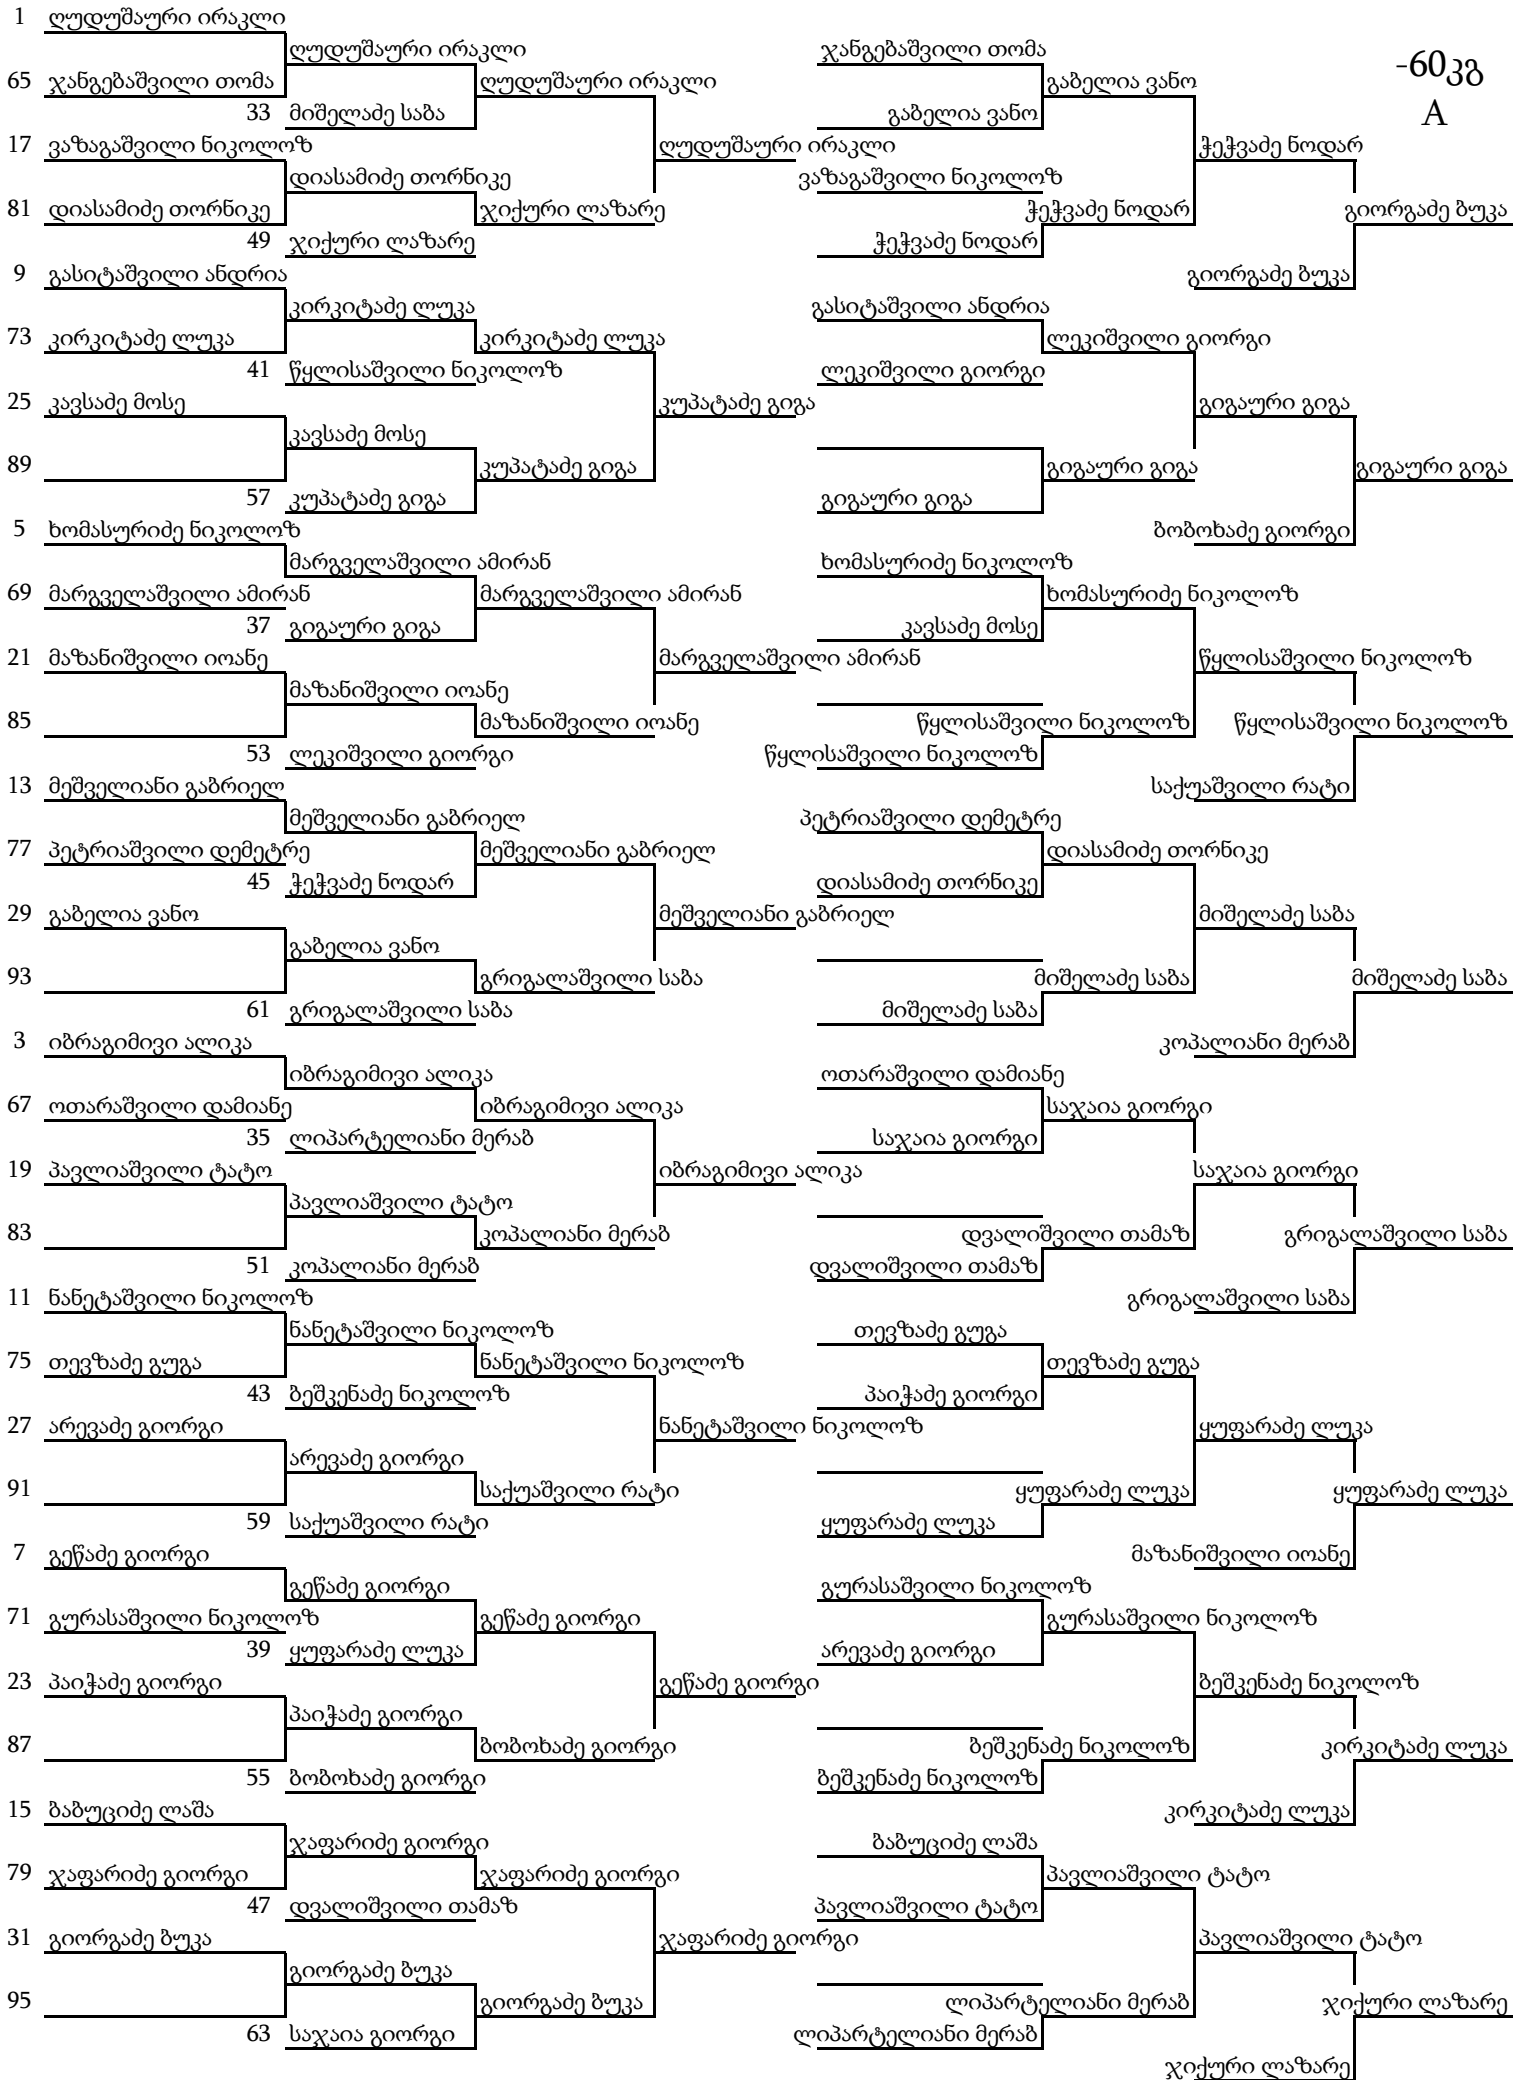 1 ღუდუშაური ირაკლი
ღუდუშაური ირაკლი
65 ჯანგებაშვილი თომა
ღუდუშაური ირაკლი
33 მიშელაძე საბა
17 ვაზაგაშვილი ნიკოლოზ
ღუდუშაური ირაკლი
დიასამიძე თორნიკე
81 დიასამიძე თორნიკე
ჯიქური ლაზარე
49 ჯიქური ლაზარე
9 გასიტაშვილი ანდრია
კირკიტაძე ლუკა
73 კირკიტაძე ლუკა
კირკიტაძე ლუკა
41 წყლისაშვილი ნიკოლოზ
25 კავსაძე მოსე
კუპატაძე გიგა
კავსაძე მოსე
89
კუპატაძე გიგა
57 კუპატაძე გიგა
5 ხომასურიძე ნიკოლოზ
მარგველაშვილი ამირან
69 მარგველაშვილი ამირან
მარგველაშვილი ამირან
37 გიგაური გიგა
21 მაზანიშვილი იოანე
მარგველაშვილი ამირან
მაზანიშვილი იოანე
85
მაზანიშვილი იოანე
53 ლეკიშვილი გიორგი
13 მეშველიანი გაბრიელ
მეშველიანი გაბრიელ
77 პეტრიაშვილი დემეტრე
მეშველიანი გაბრიელ
45 ჭეჭვაძე ნოდარ
29 გაბელია ვანო
მეშველიანი გაბრიელ
გაბელია ვანო
93
გრიგალაშვილი საბა
61 გრიგალაშვილი საბა
3 იბრაგიმივი ალიკა
იბრაგიმივი ალიკა
67 ოთარაშვილი დამიანე
იბრაგიმივი ალიკა
35 ლიპარტელიანი მერაბ
19 პავლიაშვილი ტატო
იბრაგიმივი ალიკა
პავლიაშვილი ტატო
83
კოპალიანი მერაბ
51 კოპალიანი მერაბ
11 ნანეტაშვილი ნიკოლოზ
ნანეტაშვილი ნიკოლოზ
75 თევზაძე გუგა
ნანეტაშვილი ნიკოლოზ
43 ბეშკენაძე ნიკოლოზ
27 არევაძე გიორგი
ნანეტაშვილი ნიკოლოზ
არევაძე გიორგი
91
საქუაშვილი რატი
59 საქუაშვილი რატი
7 გეწაძე გიორგი
გეწაძე გიორგი
71 გურასაშვილი ნიკოლოზ
გეწაძე გიორგი
39 ყუფარაძე ლუკა
23 პაიჭაძე გიორგი
გეწაძე გიორგი
პაიჭაძე გიორგი
87
ბობოხაძე გიორგი
55 ბობოხაძე გიორგი
15 ბაბუციძე ლაშა
ჯაფარიძე გიორგი
79 ჯაფარიძე გიორგი
ჯაფარიძე გიორგი
47 დვალიშვილი თამაზ
31 გიორგაძე ბუკა
ჯაფარიძე გიორგი
გიორგაძე ბუკა
95
გიორგაძე ბუკა
63 საჯაია გიორგი
-60კგ
A
ჯანგებაშვილი თომა
გაბელია ვანო
გაბელია ვანო
ჭეჭვაძე ნოდარ
ვაზაგაშვილი ნიკოლოზ
ჭეჭვაძე ნოდარ
გიორგაძე ბუკა
ჭეჭვაძე ნოდარ
გიორგაძე ბუკა
გასიტაშვილი ანდრია
ლეკიშვილი გიორგი
ლეკიშვილი გიორგი
გიგაური გიგა
გიგაური გიგა
გიგაური გიგა
გიგაური გიგა
ბობოხაძე გიორგი
ხომასურიძე ნიკოლოზ
ხომასურიძე ნიკოლოზ
კავსაძე მოსე
წყლისაშვილი ნიკოლოზ
წყლისაშვილი ნიკოლოზ
წყლისაშვილი ნიკოლოზ
წყლისაშვილი ნიკოლოზ
საქუაშვილი რატი
პეტრიაშვილი დემეტრე
დიასამიძე თორნიკე
დიასამიძე თორნიკე
მიშელაძე საბა
მიშელაძე საბა
მიშელაძე საბა
მიშელაძე საბა
კოპალიანი მერაბ
ოთარაშვილი დამიანე
საჯაია გიორგი
საჯაია გიორგი
საჯაია გიორგი
დვალიშვილი თამაზ
გრიგალაშვილი საბა
დვალიშვილი თამაზ
გრიგალაშვილი საბა
თევზაძე გუგა
თევზაძე გუგა
პაიჭაძე გიორგი
ყუფარაძე ლუკა
ყუფარაძე ლუკა
ყუფარაძე ლუკა
ყუფარაძე ლუკა
მაზანიშვილი იოანე
გურასაშვილი ნიკოლოზ
გურასაშვილი ნიკოლოზ
არევაძე გიორგი
ბეშკენაძე ნიკოლოზ
ბეშკენაძე ნიკოლოზ
კირკიტაძე ლუკა
ბეშკენაძე ნიკოლოზ
კირკიტაძე ლუკა
ბაბუციძე ლაშა
პავლიაშვილი ტატო
პავლიაშვილი ტატო
პავლიაშვილი ტატო
ლიპარტელიანი მერაბ
ჯიქური ლაზარე
ლიპარტელიანი მერაბ
ჯიქური ლაზარე